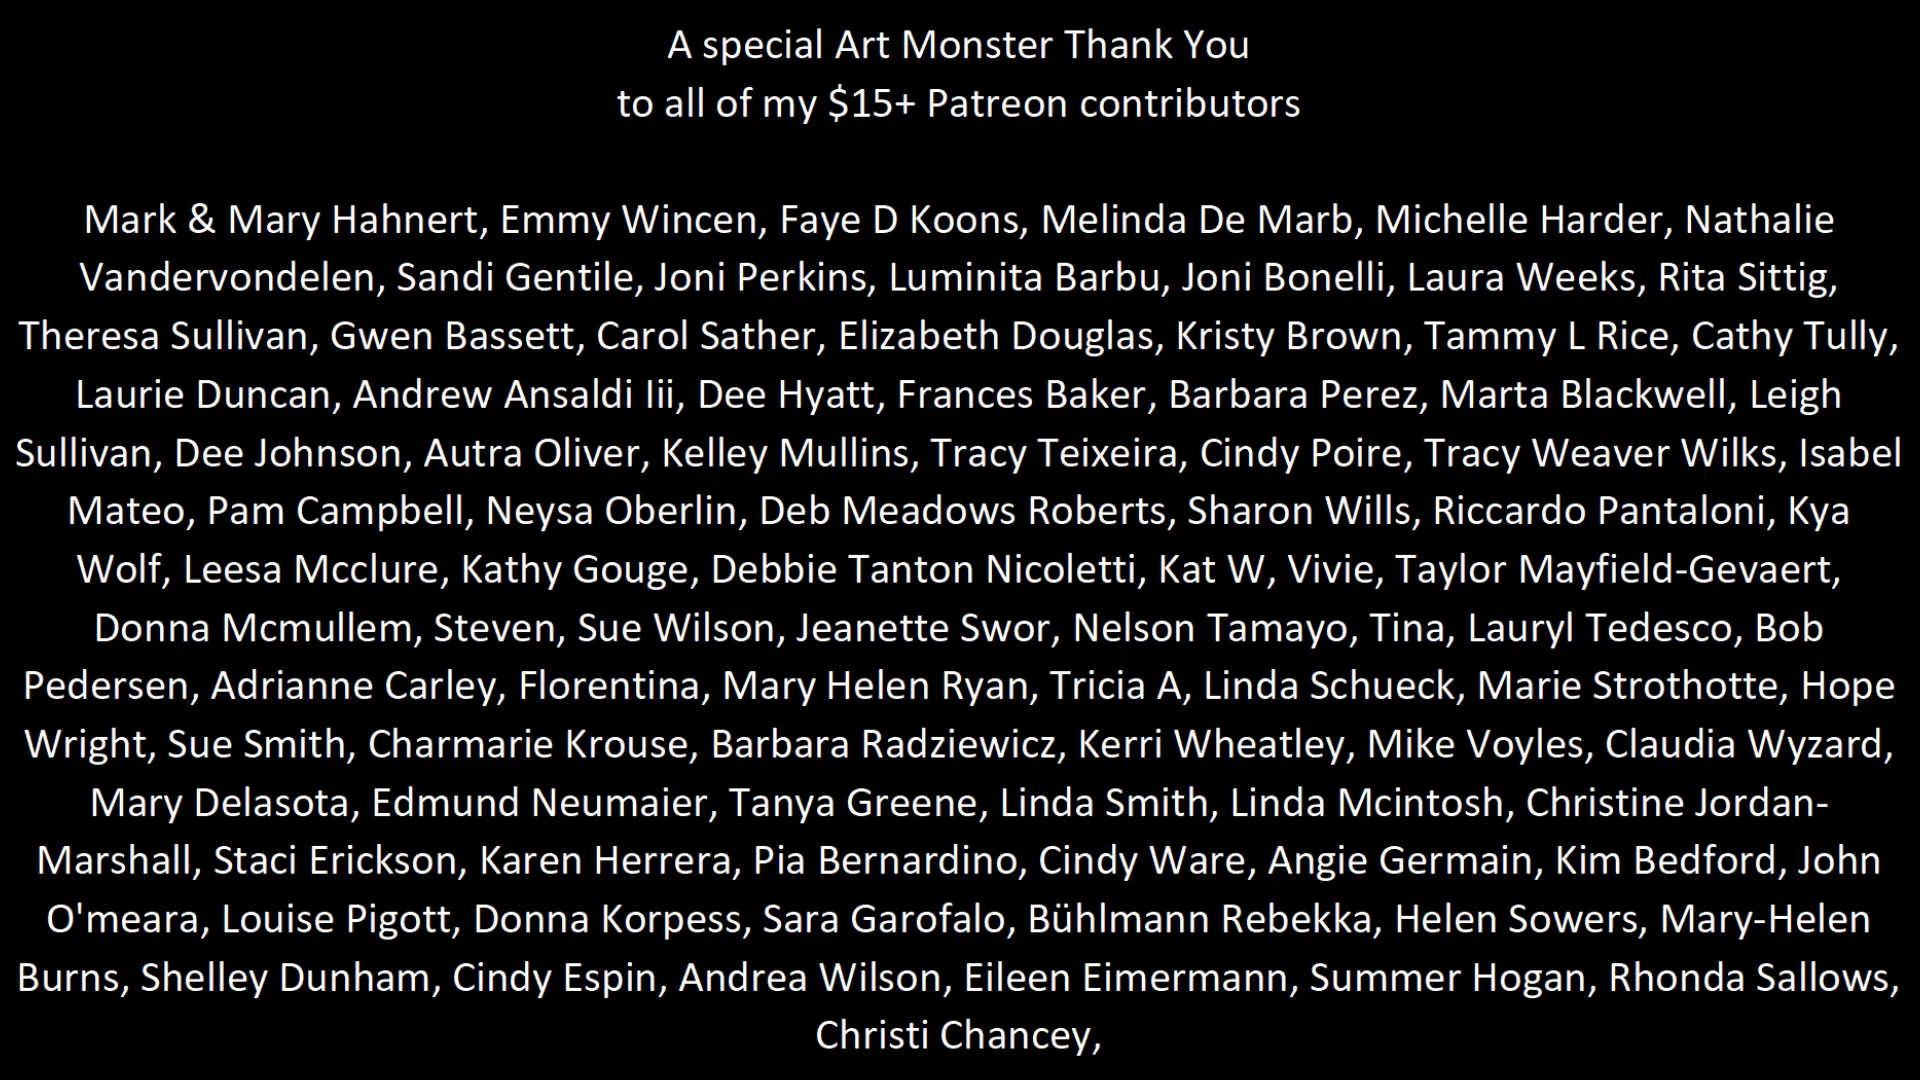 A special Art Monster Thank You
to all of my $15+ Patreon contributors
Mark & Mary Hahnert, Emmy Wincen, Faye D Koons, Melinda De Marb, Michelle Harder, Nathalie
Vandervondelen, Sandi Gentile, Joni Perkins, Luminita Barbu, Joni Bonelli, Laura Weeks, Rita Sittig,
Theresa Sullivan, Gwen Bassett, Carol Sather, Elizabeth Douglas, Kristy Brown, Tammy L Rice, Cathy Tully,
Laurie Duncan, Andrew Ansaldi Iii, Dee Hyatt, Frances Baker, Barbara Perez, Marta Blackwell, Leigh
Sullivan, Dee Johnson, Autra Oliver, Kelley Mullins, Tracy Teixeira, Cindy Poire, Tracy Weaver Wilks, Isabel
Mateo, Pam Campbell, Neysa Oberlin, Deb Meadows Roberts, Sharon Wills, Riccardo Pantaloni, Kya
Wolf, Leesa Mcclure, Kathy Gouge, Debbie Tanton Nicoletti, Kat W, Vivie, Taylor Mayfield-Gevaert,
Donna Mcmullem, Steven, Sue Wilson, Jeanette Swor, Nelson Tamayo, Tina, Lauryl Tedesco, Bob
Pedersen, Adrianne Carley, Florentina, Mary Helen Ryan, Tricia A, Linda Schueck, Marie Strothotte, Hope
Wright, Sue Smith, Charmarie Krouse, Barbara Radziewicz, Kerri Wheatley, Mike Voyles, Claudia Wyzard,
Mary Delasota, Edmund Neumaier, Tanya Greene, Linda Smith, Linda Mcintosh, Christine Jordan-
Marshall, Staci Erickson, Karen Herrera, Pia Bernardino, Cindy Ware, Angie Germain, Kim Bedford, John
O'meara, Louise Pigott, Donna Korpess, Sara Garofalo, Bühlmann Rebekka, Helen Sowers, Mary-Helen
Burns, Shelley Dunham, Cindy Espin, Andrea Wilson, Eileen Eimermann, Summer Hogan, Rhonda Sallows,
Christi Chancey,